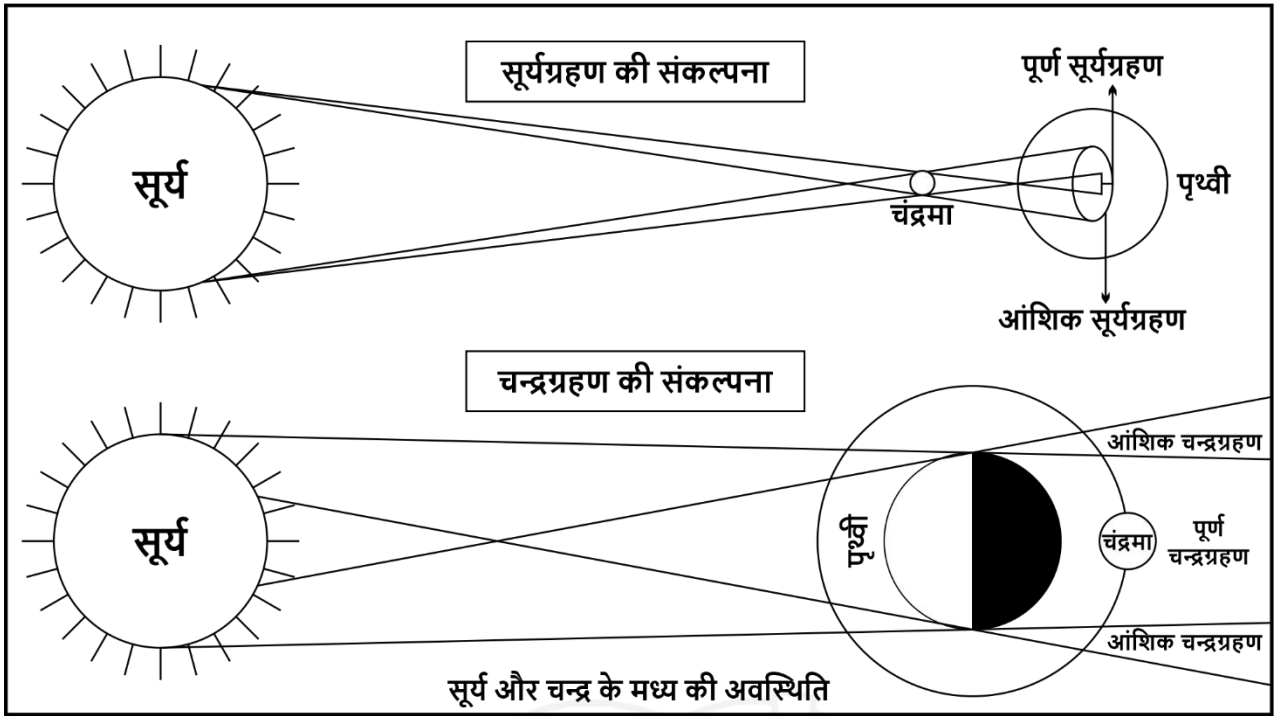 सूर्यग्रहण की संकल्पना
पूर्ण सूर्यग्रहण
सूर्य
चंद्रमा
पृथ्वी
आंशिक सूर्यग्रहण
चन्द्रग्रहण की संकल्पना
आंशिक चन्द्रग्रहण
सूर्य
पृथ्वी
चंद्रमा
पूर्ण
चन्द्रग्रहण
आंशिक चन्द्रग्रहण
सूर्य और चन्द्र के मध्य की अवस्थिति